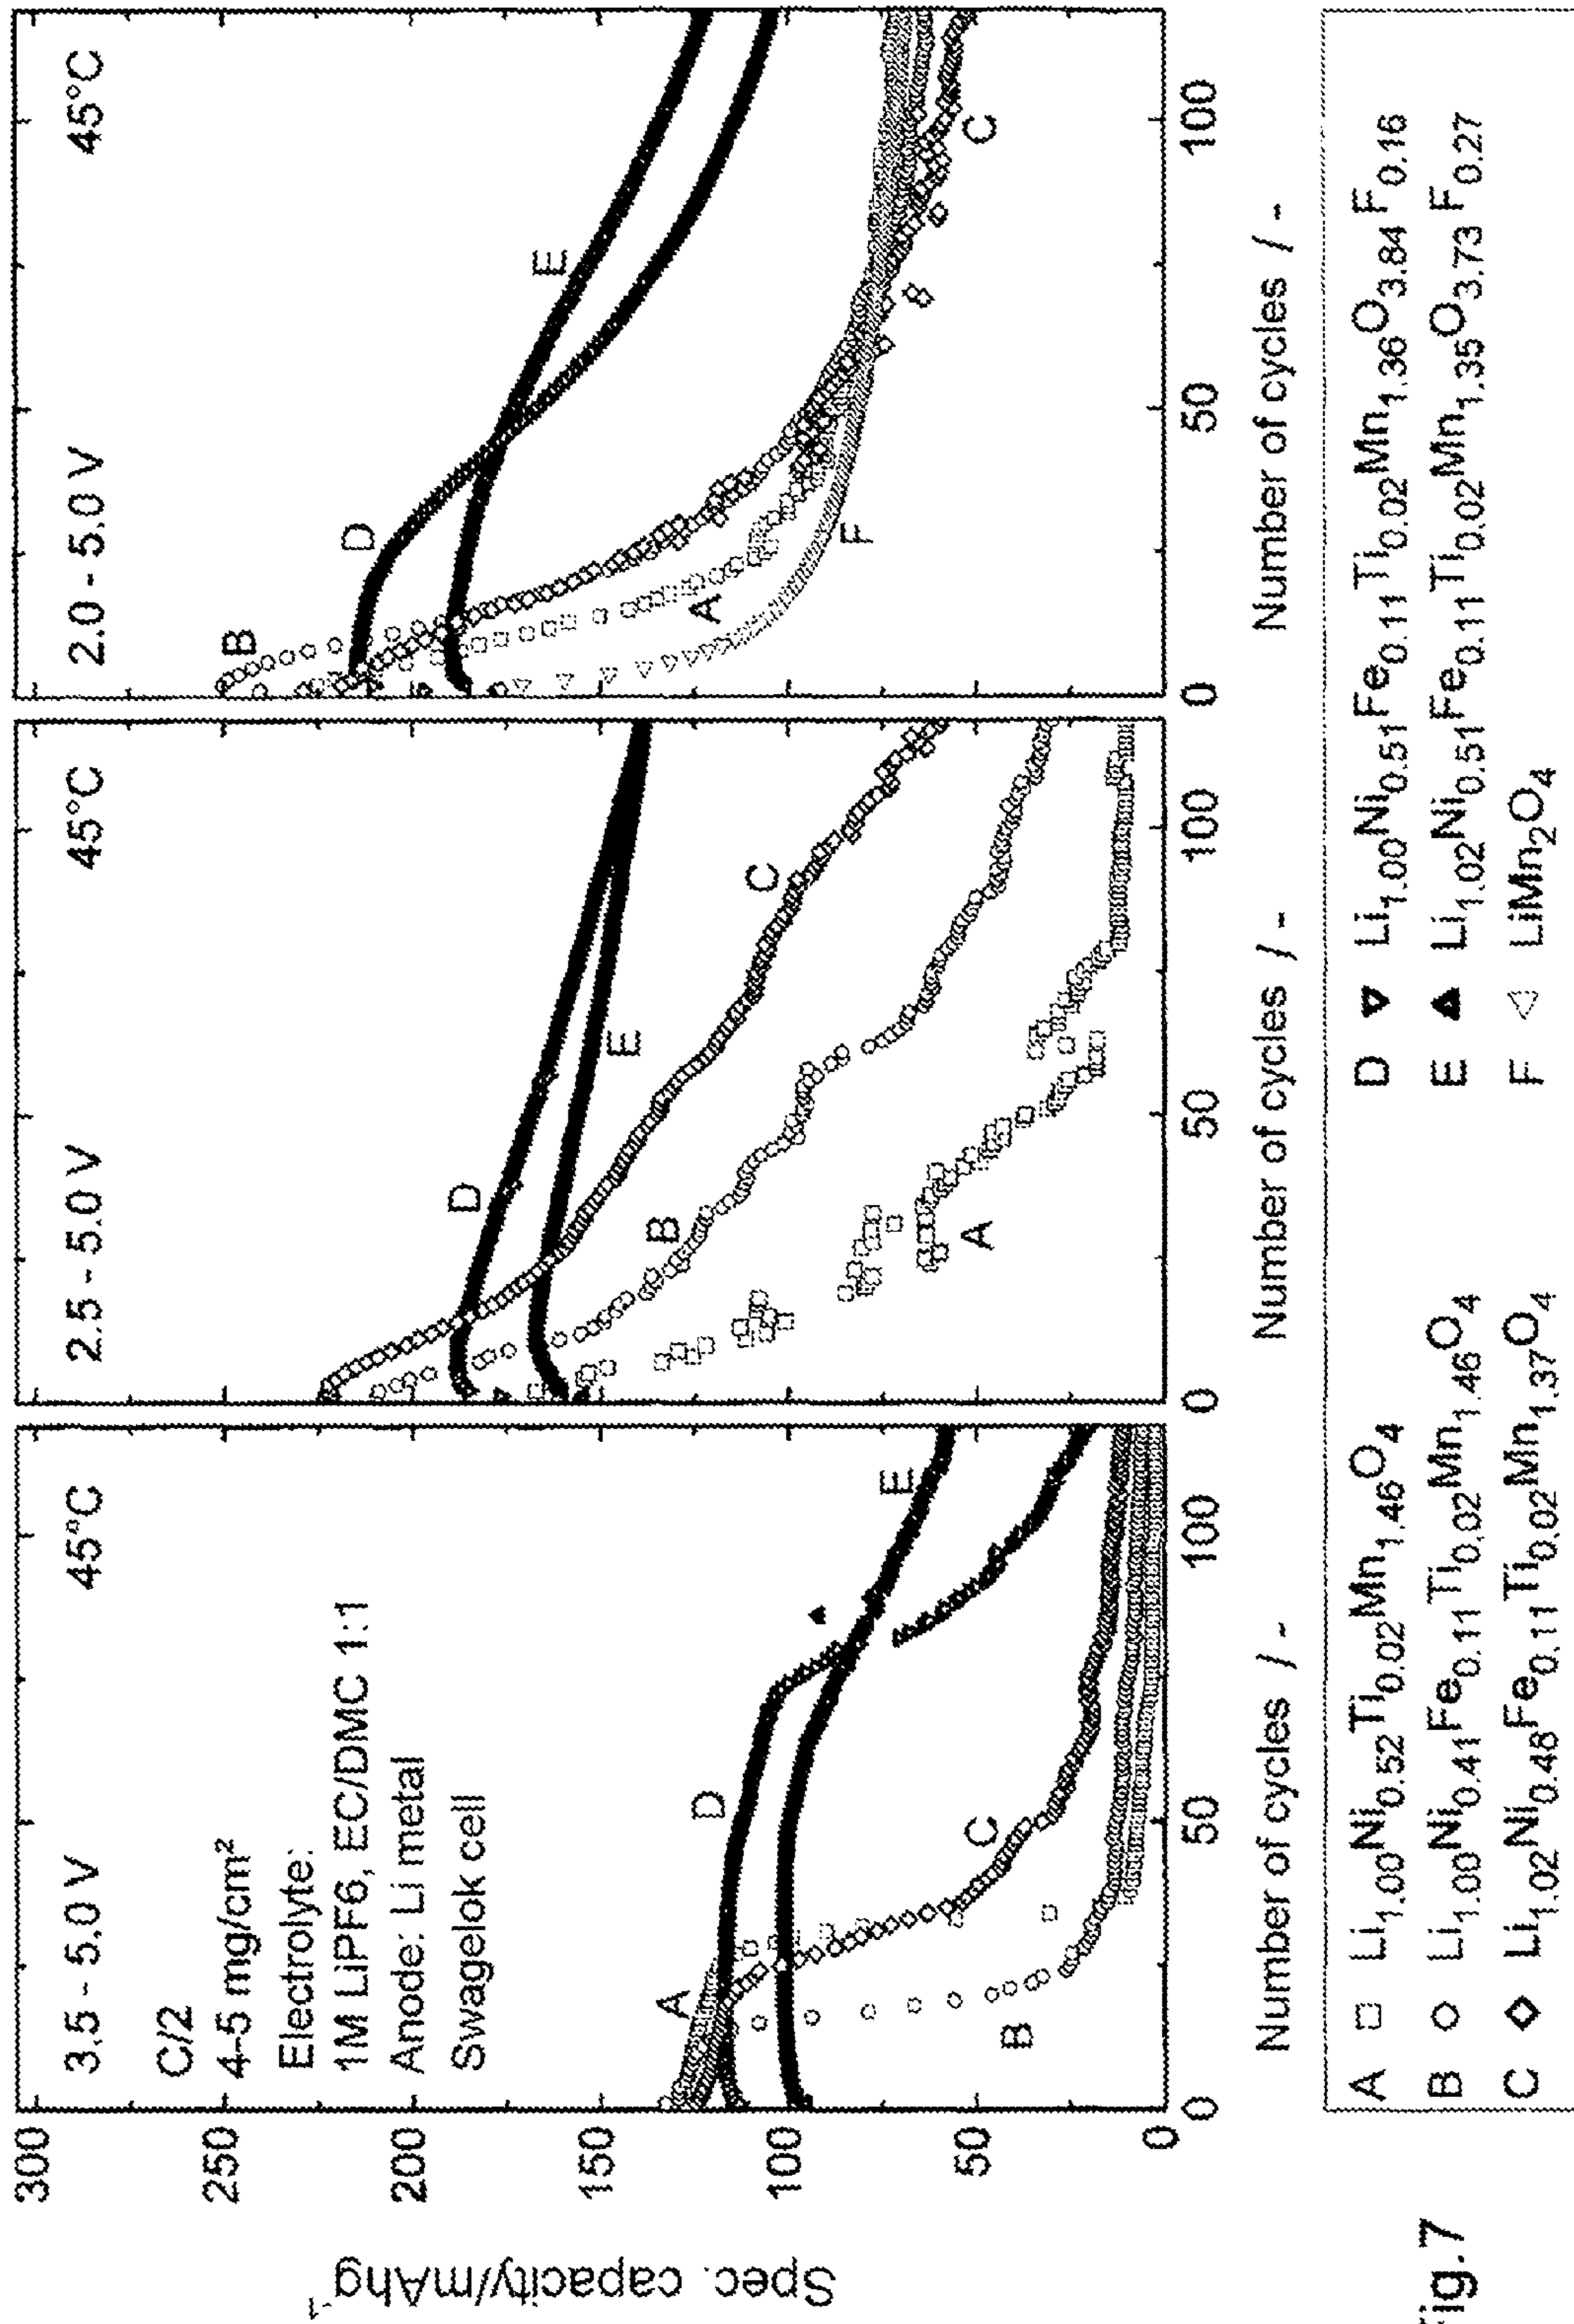 Spec. capacity/mAhg⁻¹
300
250
200
150
100
50
0
3.5 - 5.0 V 45°C
C/2
4-5 mg/cm²
Electrolyte:
1M LiPF6, EC/DMC 1:1
Anode: Li metal
Swagelok cell
A
D
E
C
B
0 50 100
Number of cycles / -
2.5 - 5.0 V 45°C
D
E
C
B
A
0 50 100
Number of cycles / -
2.0 - 5.0 V 45°C
B
D
E
A
F
C
0 50 100
Number of cycles / -
A □ Li₁.₀₀Ni₀.₅₂Ti₀.₀₂Mn₁.₄₆O₄
B ○ Li₁.₀₀Ni₀.₄₁Fe₀.₁₁Ti₀.₀₂Mn₁.₄₆O₄
C ◇ Li₁.₀₂Ni₀.₄₈Fe₀.₁₁Ti₀.₀₂Mn₁.₃₇O₄
D ▼ Li₁.₀₀Ni₀.₅₁Fe₀.₁₁Ti₀.₀₂Mn₁.₃₆O₃.₈₄F₀.₁₆
E ▲ Li₁.₀₂Ni₀.₅₁Fe₀.₁₁Ti₀.₀₂Mn₁.₃₅O₃.₇₃F₀.₂₇
F △ LiMn₂O₄
Fig.7